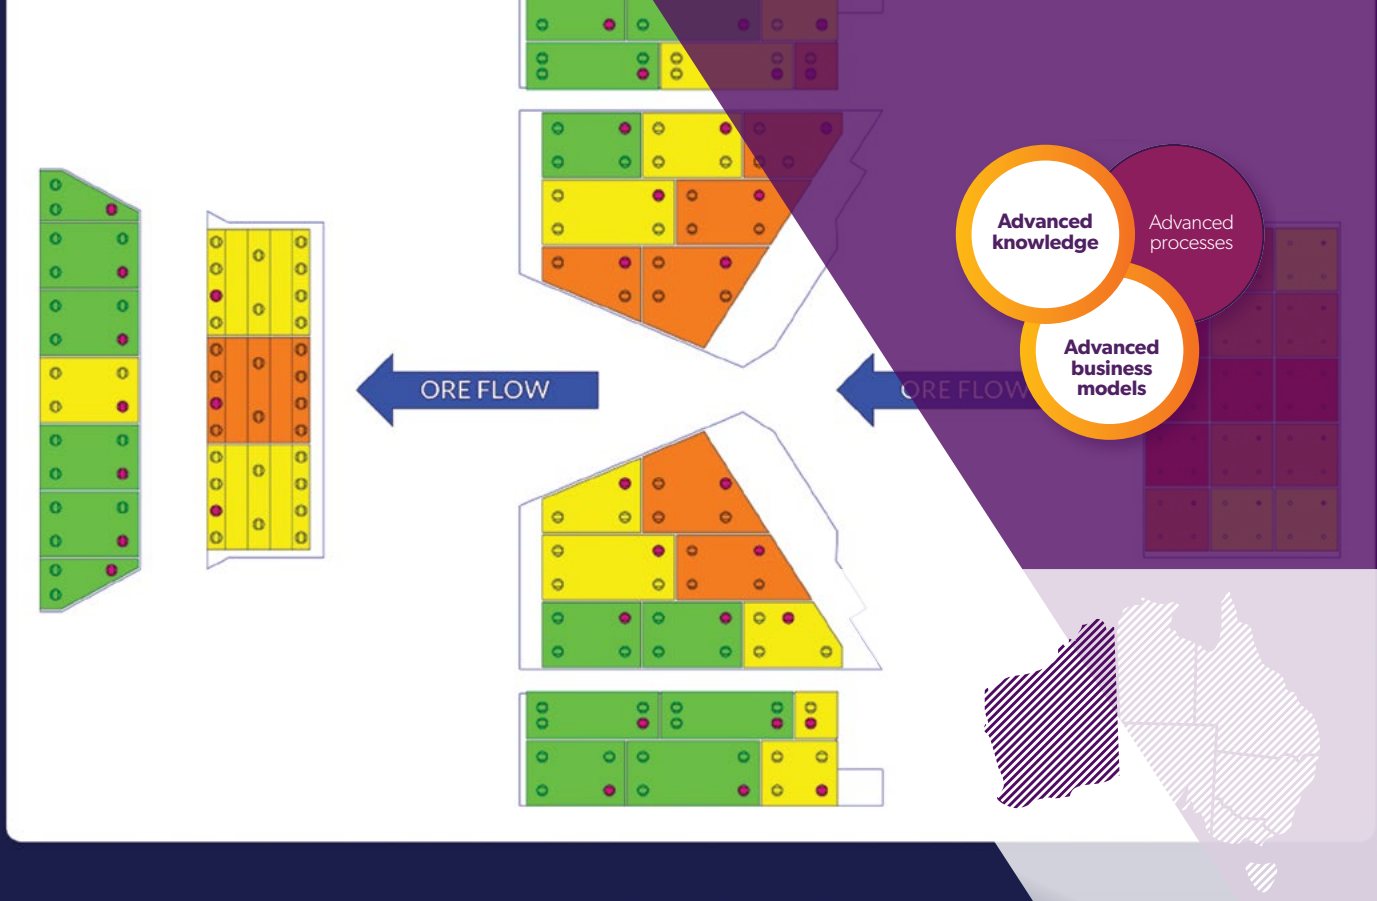 Advanced
knowledge
Advanced
processes
Advanced
business
models
ORE FLOW
ORE FLOW